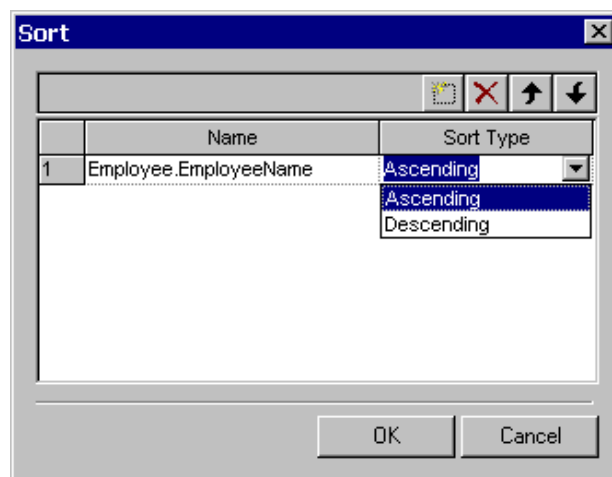 Sort
Name Sort Type
1 Employee.EmployeeName Ascending
Ascending
Descending
OK Cancel